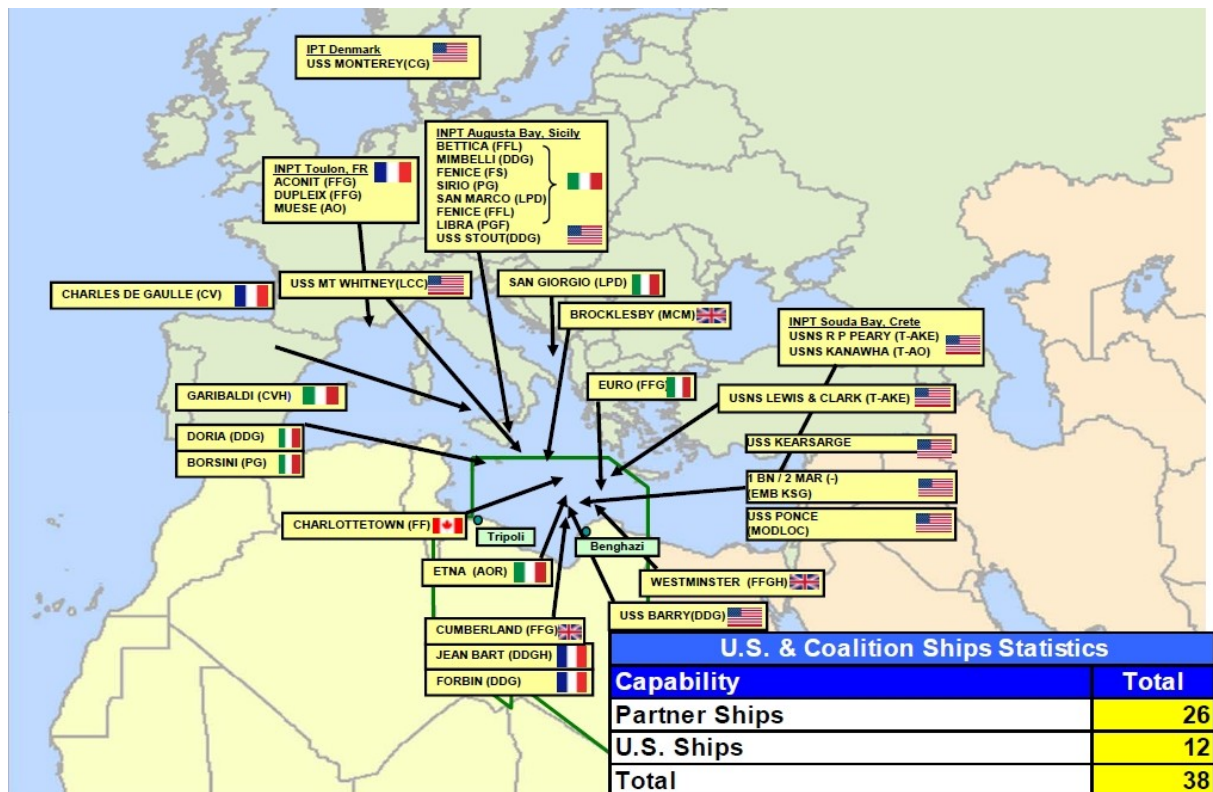 IPT Denmark
USS MONTEREY(CG)
INPT Augusta Bay, Sicily
BETTICA (FFL)
MIMBELLI (DDG)
FENICE (FS)
SIRIO (PG)
SAN MARCO (LPD)
FENICE (FFL)
LIBRA (PGF)
USS STOUT(DDG)
INPT Toulon, FR
ACONIT (FFG)
DUPLEIX (FFG)
MUESE (AO)
USS MT WHITNEY(LCC)
SAN GIORGIO (LPD)
CHARLES DE GAULLE (CV)
BROCKLESBY (MCM)
INPT Souda Bay, Crete
USNS R P PEARY (T-AKE)
USNS KANAWHA (T-AO)
GARIBALDI (CVH)
EURO (FFG)
USNS LEWIS & CLARK (T-AKE)
DORIA (DDG)
BORSINI (PG)
USS KEARSARGE
1 BN / 2 MAR (-)
(EMB KSG)
USS PONCE
(MODLOC)
CHARLOTTETOWN (FF)
Tripoli
Benghazi
ETNA (AOR)
WESTMINSTER (FFGH)
USS BARRY(DDG)
CUMBERLAND (FFG)
JEAN BART (DDGH)
FORBIN (DDG)
U.S. & Coalition Ships Statistics
Capability Total
Partner Ships 26
U.S. Ships 12
Total 38